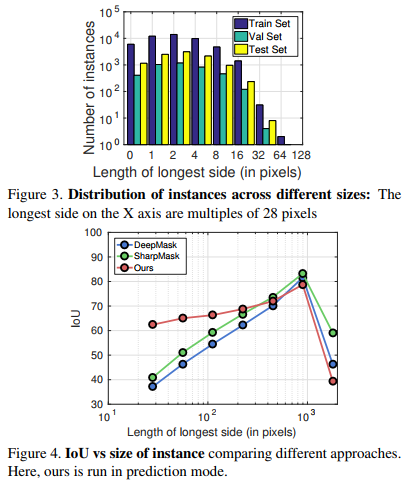 10^5
10^4
10^3
10^2
10^1
10^0
Number of instances
Train Set
Val Set
Test Set
0 1 2 4 8 16 32 64 128
Length of longest side (in pixels)
Figure 3. Distribution of instances across different sizes: The
longest side on the X axis are multiples of 28 pixels
100
90
80
70
60
50
40
30
IoU
DeepMask
SharpMask
Ours
10^1 10^2 10^3
Length of longest side (in pixels)
Figure 4. IoU vs size of instance comparing different approaches.
Here, ours is run in prediction mode.